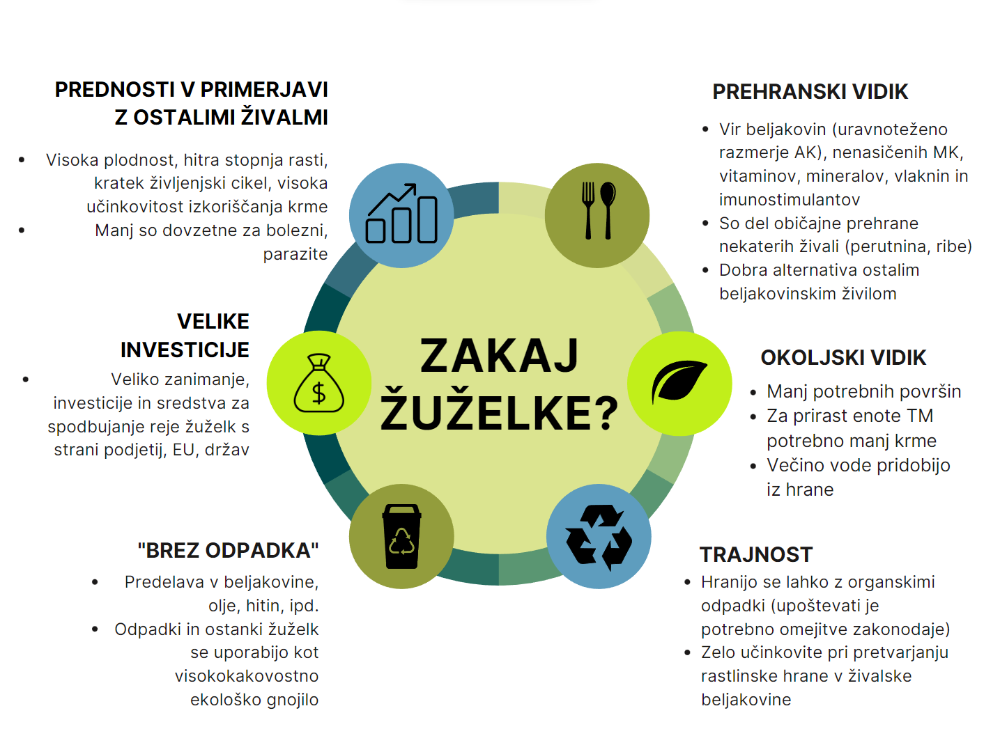 PREDNOSTI V PRIMERJAVI
Z OSTALIMI ŽIVALMI
• Visoka plodnost, hitra stopnja rasti,
kratek življenjski cikel, visoka
učinkovitost izkoriščanja krme
• Manj so dovzetne za bolezni,
parazite
VELIKE
INVESTICIJE
• Veliko zanimanje,
investicije in sredstva za
spodbujanje reje žuželk s
strani podjetij, EU, držav
"BREZ ODPADKA"
• Predelava v beljakovine,
olje, hitin, ipd.
• Odpadki in ostanki žuželk
se uporabijo kot
visokokakovostno
ekološko gnojilo
$
ZAKAJ
ŽUŽELKE?
PREHRANSKI VIDIK
• Vir beljakovin (uravnoteženo
razmerje AK), nenasičenih MK,
vitaminov, mineralov, vlaknin in
imunostimulantov
• So del običajne prehrane
nekaterih živali (perutnina, ribe)
• Dobra alternativa ostalim
beljakovinskim živilom
OKOLJSKI VIDIK
• Manj potrebnih površin
• Za prirast enote TM
potrebno manj krme
• Večino vode pridobijo
iz hrane
TRAJNOST
• Hranijo se lahko z organskimi
odpadki (upoštevati je
potrebno omejitve zakonodaje)
• Zelo učinkovite pri pretvarjanju
rastlinske hrane v živalske
beljakovine